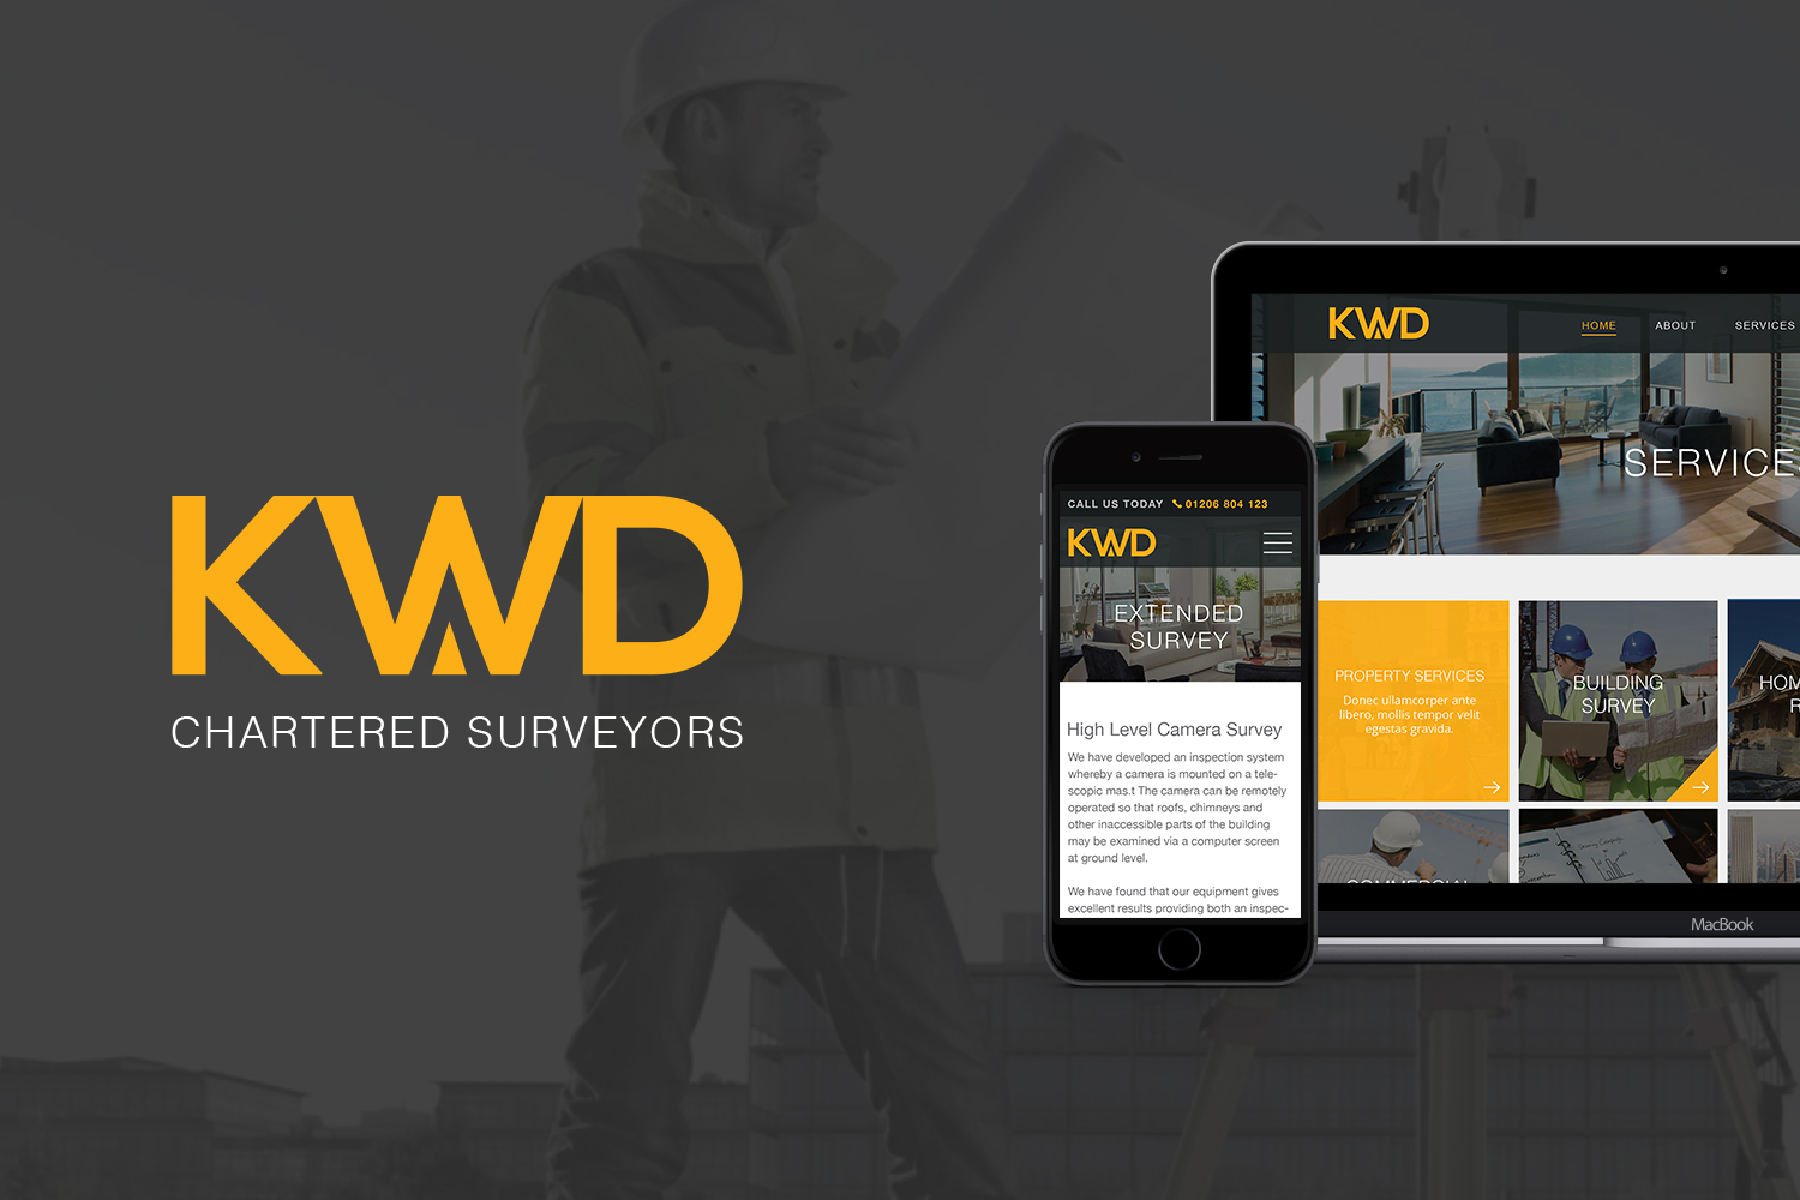 KWD
CHARTERED SURVEYORS
CALL US TODAY 01206 804 123
KWD
EXTENDED
SURVEY
High Level Camera Survey
We have developed an inspection system
whereby a camera is mounted on a tele-
scopic mas.t The camera can be remotely
operated so that roofs, chimneys and
other inaccessible parts of the building
may be examined via a computer screen
at ground level.
We have found that our equipment gives
excellent results providing both an inspec-
KWD
HOME ABOUT SERVICES
SERVICE
PROPERTY SERVICES
Donec ullamcorper ante
libero, mollis tempor velit
egestas gravida.
BUILDING
SURVEY
HOM
R
COMMERCIAL
MacBook